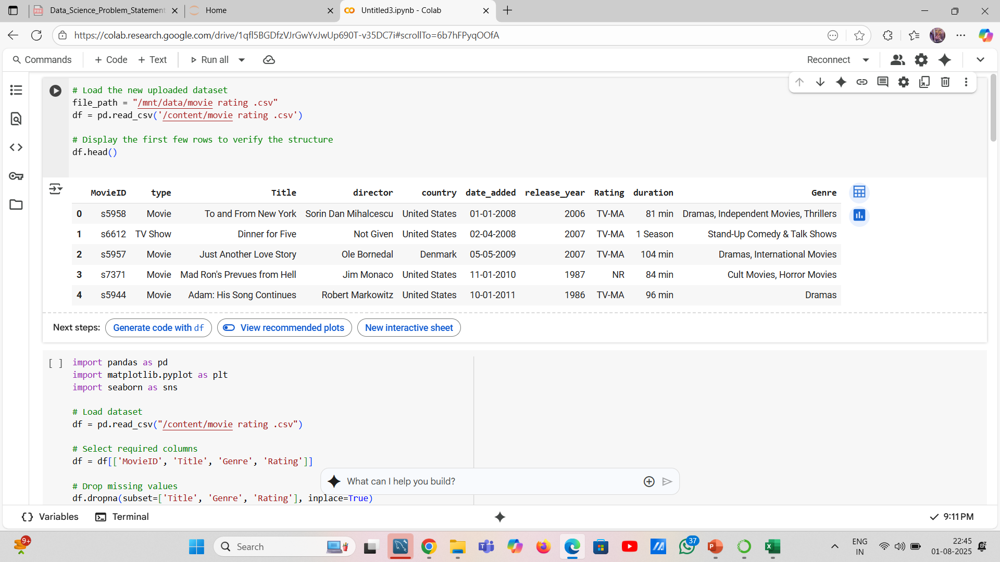 Data_Science_Problem_Statement
Home
Untitled3.ipynb - Colab
https://colab.research.google.com/drive/1qfl5BGDfzVJrGwYvJwUp690T-v35DC7i#scrollTo=6b7hFPyqOOfA
Commands
+ Code
+ Text
Run all
Reconnect
# Load the new uploaded dataset
file_path = "/mnt/data/movie rating .csv"
df = pd.read_csv('/content/movie rating .csv')
# Display the first few rows to verify the structure
df.head()
MovieID type Title director country date_added release_year Rating duration Genre
0 s5958 Movie To and From New York Sorin Dan Mihalcescu United States 01-01-2008 2006 TV-MA 81 min Dramas, Independent Movies, Thrillers
1 s6612 TV Show Dinner for Five Not Given United States 02-04-2008 2007 TV-MA 1 Season Stand-Up Comedy & Talk Shows
2 s5957 Movie Just Another Love Story Ole Bornedal Denmark 05-05-2009 2007 TV-MA 104 min Dramas, International Movies
3 s7371 Movie Mad Ron's Prevues from Hell Jim Monaco United States 11-01-2010 1987 NR 84 min Cult Movies, Horror Movies
4 s5944 Movie Adam: His Song Continues Robert Markowitz United States 10-01-2011 1986 TV-MA 96 min Dramas
Next steps: Generate code with df View recommended plots New interactive sheet
[ ] import pandas as pd
import matplotlib.pyplot as plt
import seaborn as sns
# Load dataset
df = pd.read_csv("/content/movie rating .csv")
# Select required columns
df = df[['MovieID', 'Title', 'Genre', 'Rating']]
# Drop missing values
df.dropna(subset=['Title', 'Genre', 'Rating'], inplace=True)
What can I help you build?
Variables
Terminal
9:11 PM
9+
Search
37
ENG
IN
22:45
01-08-2025